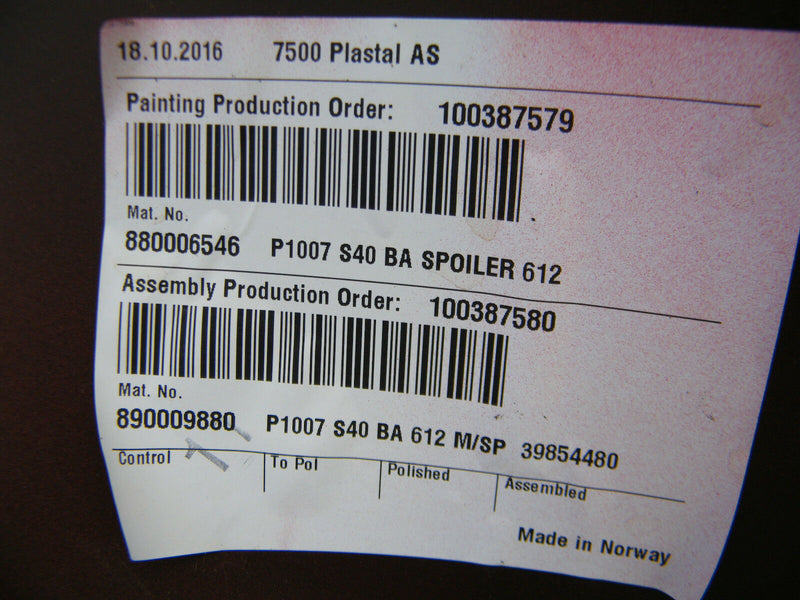 18.10.2016 7500 Plastal AS
Painting Production Order: 100387579
Mat. No.
880006546 P1007 S40 BA SPOILER 612
Assembly Production Order: 100387580
Mat. No.
890009880 P1007 S40 BA 612 M/SP 39854480
Control To Pol Polished Assembled
Made in Norway